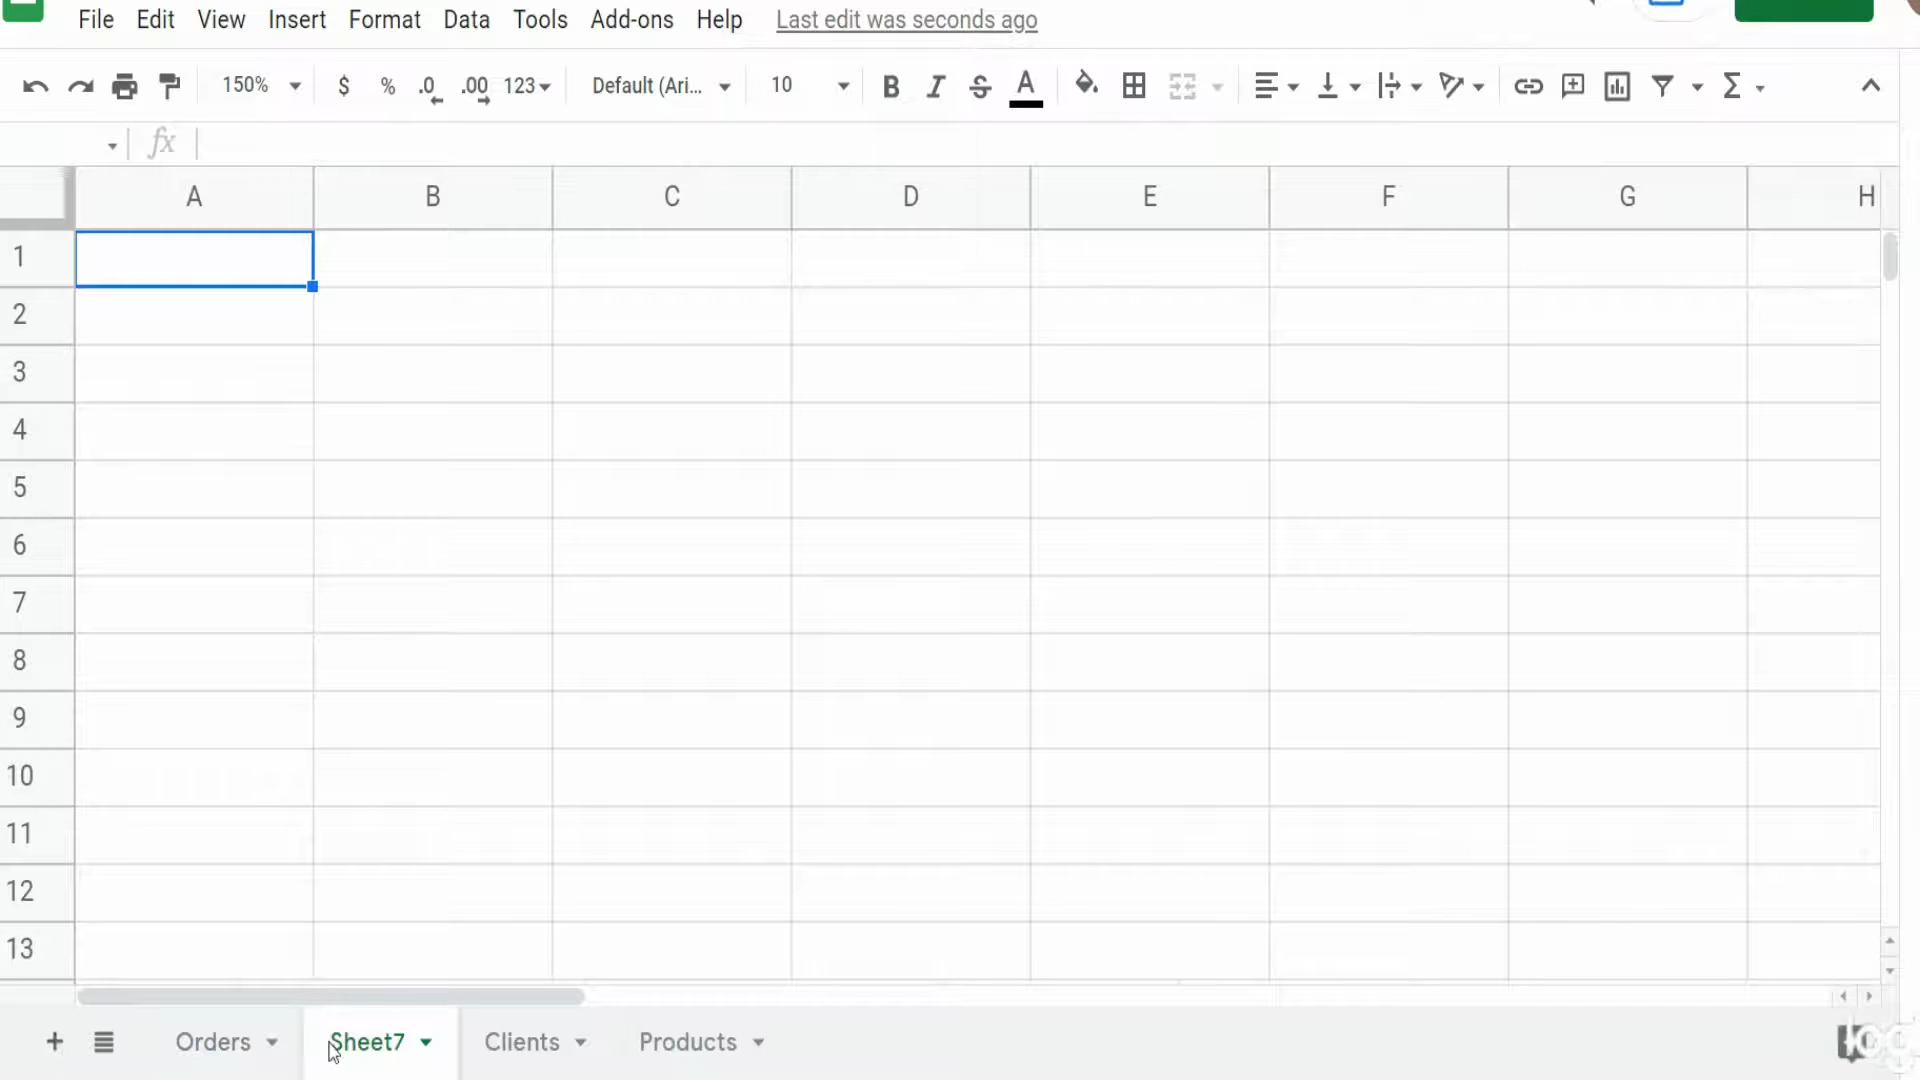 File Edit View Insert Format Data Tools Add-ons Help Last edit was seconds ago
150% $ % .0 .00 123 Default (Ari... 10 B I S A Σ
fx
A B C D E F G H
1
2
3
4
5
6
7
8
9
10
11
12
13
+ Orders Sheet7 Clients Products